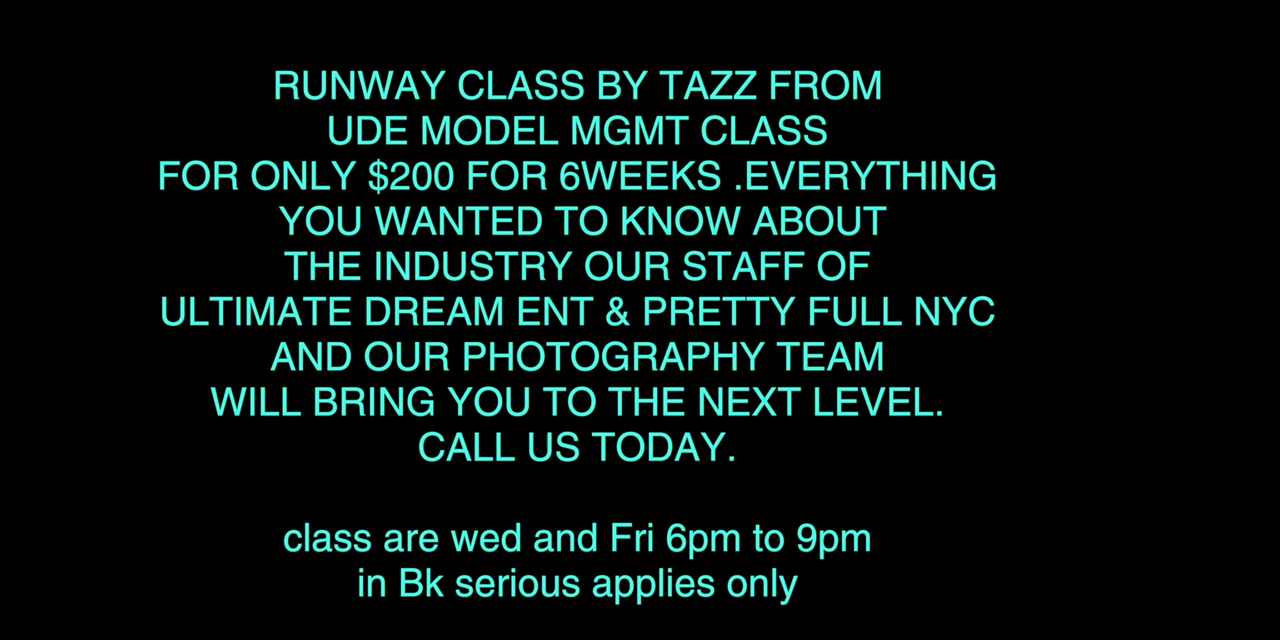 RUNWAY CLASS BY TAZZ FROM
UDE MODEL MGMT CLASS
FOR ONLY $200 FOR 6WEEKS .EVERYTHING
YOU WANTED TO KNOW ABOUT
THE INDUSTRY OUR STAFF OF
ULTIMATE DREAM ENT & PRETTY FULL NYC
AND OUR PHOTOGRAPHY TEAM
WILL BRING YOU TO THE NEXT LEVEL.
CALL US TODAY.
class are wed and Fri 6pm to 9pm
in Bk serious applies only